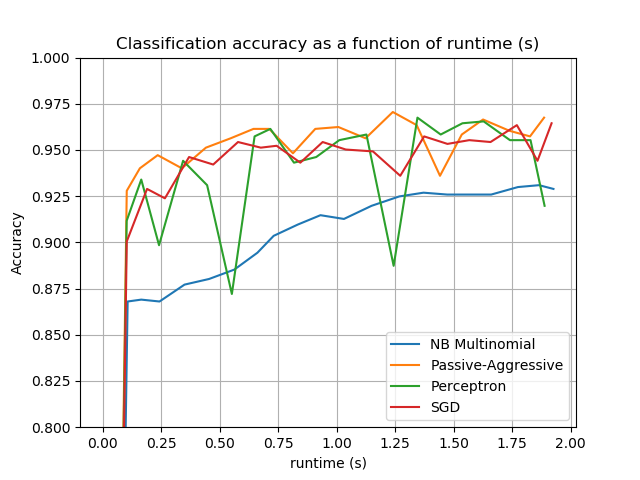 Classification accuracy as a function of runtime (s)
1.000
0.975
0.950
0.925
0.900
0.875
0.850
0.825
0.800
Accuracy
NB Multinomial
Passive-Aggressive
Perceptron
SGD
0.00 0.25 0.50 0.75 1.00 1.25 1.50 1.75 2.00
runtime (s)